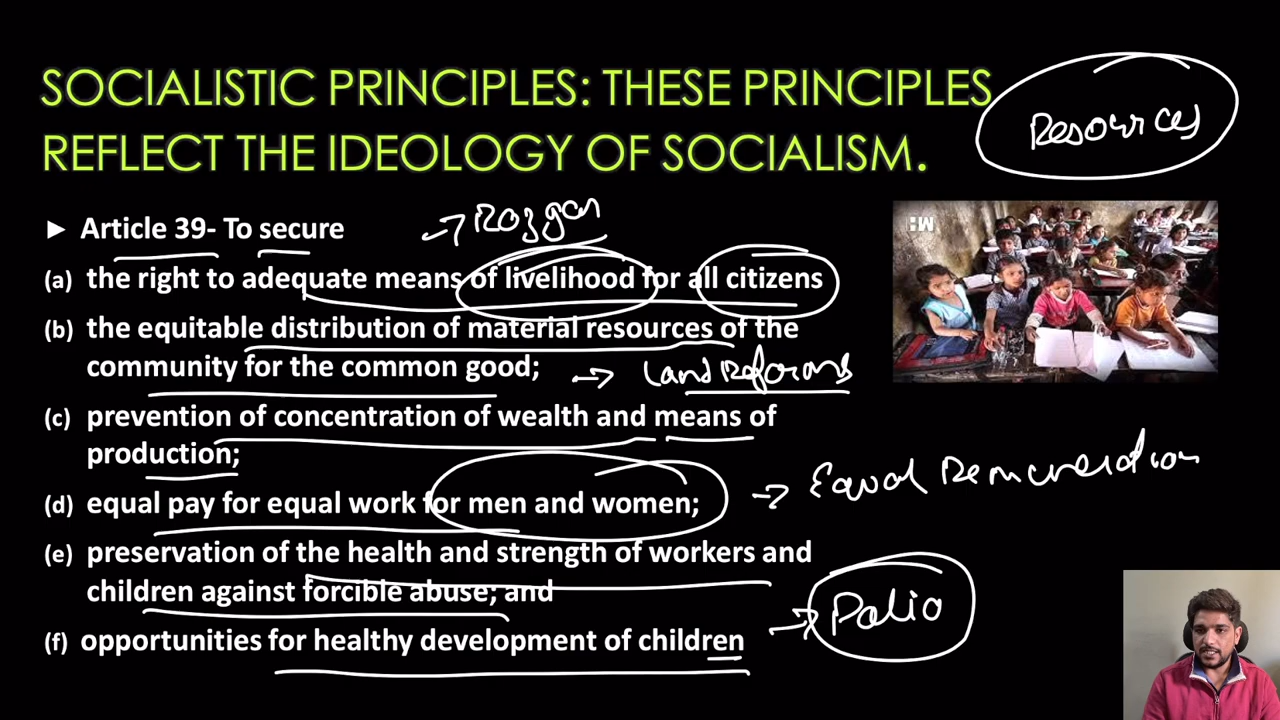 SOCIALISTIC PRINCIPLES: THESE PRINCIPLES
REFLECT THE IDEOLOGY OF SOCIALISM.
Resources
► Article 39- To secure
→ Rozgar
(a) the right to adequate means of livelihood for all citizens
(b) the equitable distribution of material resources of the
community for the common good;
→ Land Reforms
(c) prevention of concentration of wealth and means of
production;
(d) equal pay for equal work for men and women;
→ Equal Remuneration
(e) preservation of the health and strength of workers and
children against forcible abuse; and
(f) opportunities for healthy development of children
→ Polio